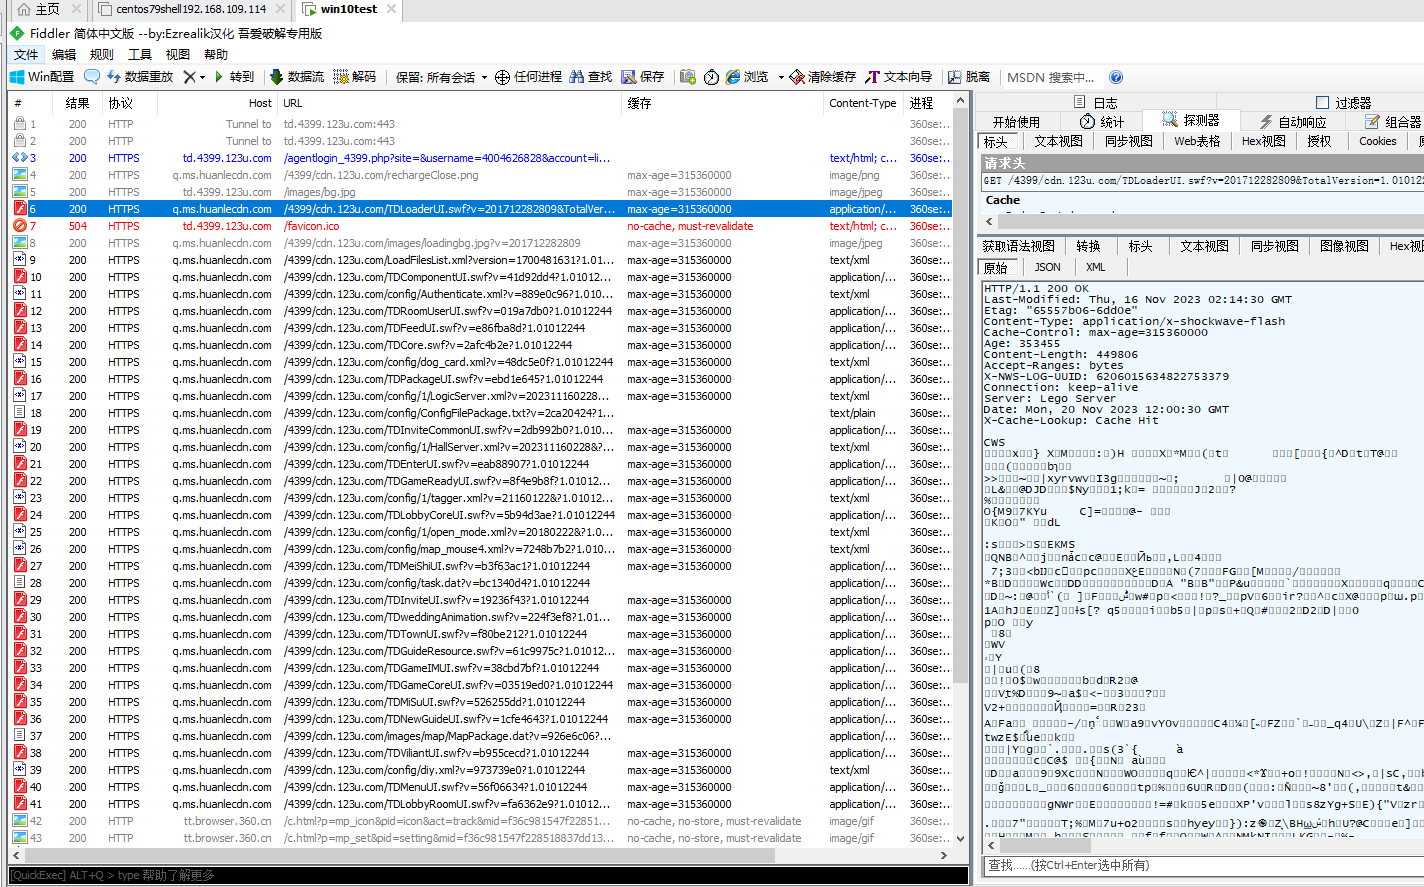 主页 centos79shell192.168.109.114 win10test
Fiddler 简体中文版 --by:Ezrealik汉化 吾爱破解专用版
文件 编辑 规则 工具 视图 帮助
Win配置 数据重放 转到 数据流 解码 保留: 所有会话 任何进程 查找 保存 浏览 清除缓存 文本向导 脱离 MSDN 搜索...
# 结果 协议 Host URL 缓存 Content-Type 进程
1 200 HTTP Tunnel to td.4399.123u.com:443 360se:...
2 200 HTTP Tunnel to td.4399.123u.com:443 360se:...
3 200 HTTPS td.4399.123u.com /agentlogin_4399.php?site=&username=4004626828&account=li... text/html; c... 360se:...
4 200 HTTPS q.ms.huanlecdn.com /4399/cdn.123u.com/rechargeClose.png max-age=315360000 image/png 360se:...
5 200 HTTPS td.4399.123u.com /images/bg.jpg max-age=315360000 image/jpeg 360se:...
6 200 HTTPS q.ms.huanlecdn.com /4399/cdn.123u.com/TDLoaderUI.swf?v=201712282809&TotalVer... max-age=315360000 application/... 360se:...
7 504 HTTPS td.4399.123u.com /favicon.ico no-cache, must-revalidate text/html; c... 360se:...
8 200 HTTPS q.ms.huanlecdn.com /4399/cdn.123u.com/images/loadingbg.jpg?v=201712282809 max-age=315360000 image/jpeg 360se:...
9 200 HTTPS q.ms.huanlecdn.com /4399/cdn.123u.com/LoadFilesList.xml?version=1700481631?1.01... max-age=315360000 text/xml 360se:...
10 200 HTTPS q.ms.huanlecdn.com /4399/cdn.123u.com/TDComponentUI.swf?v=41d92dd4?1.01012... max-age=315360000 application/... 360se:...
11 200 HTTPS q.ms.huanlecdn.com /4399/cdn.123u.com/config/Authenticate.xml?v=889e0c96?1.010... max-age=315360000 text/xml 360se:...
12 200 HTTPS q.ms.huanlecdn.com /4399/cdn.123u.com/TDRoomUserUI.swf?v=019a7db0?1.01012... max-age=315360000 application/... 360se:...
13 200 HTTPS q.ms.huanlecdn.com /4399/cdn.123u.com/TDFeedUI.swf?v=e86fba8d?1.01012244 max-age=315360000 application/... 360se:...
14 200 HTTPS q.ms.huanlecdn.com /4399/cdn.123u.com/TDCore.swf?v=2afc4b2e?1.01012244 max-age=315360000 application/... 360se:...
15 200 HTTPS q.ms.huanlecdn.com /4399/cdn.123u.com/config/dog_card.xml?v=48dc5e0f?1.01012... max-age=315360000 text/xml 360se:...
16 200 HTTPS q.ms.huanlecdn.com /4399/cdn.123u.com/TDPackageUI.swf?v=ebd1e645?1.010122... max-age=315360000 application/... 360se:...
17 200 HTTPS q.ms.huanlecdn.com /4399/cdn.123u.com/config/1/LogicServer.xml?v=202311160228... max-age=315360000 text/xml 360se:...
18 200 HTTPS q.ms.huanlecdn.com /4399/cdn.123u.com/config/ConfigFilePackage.txt?v=2ca20424?1... text/plain 360se:...
19 200 HTTPS q.ms.huanlecdn.com /4399/cdn.123u.com/TDInviteCommonUI.swf?v=2db992b0?1.01... max-age=315360000 application/... 360se:...
20 200 HTTPS q.ms.huanlecdn.com /4399/cdn.123u.com/config/1/HallServer.xml?v=202311160228&?... max-age=315360000 text/xml 360se:...
21 200 HTTPS q.ms.huanlecdn.com /4399/cdn.123u.com/TDEnterUI.swf?v=eab88907?1.01012244 max-age=315360000 application/... 360se:...
22 200 HTTPS q.ms.huanlecdn.com /4399/cdn.123u.com/TDGameReadyUI.swf?v=8f4e9b8f?1.0101... max-age=315360000 application/... 360se:...
23 200 HTTPS q.ms.huanlecdn.com /4399/cdn.123u.com/config/1/tagger.xml?v=21160122&?1.0101... max-age=315360000 text/xml 360se:...
24 200 HTTPS q.ms.huanlecdn.com /4399/cdn.123u.com/TDLobbyCoreUI.swf?v=5b94d3ae?1.0101... max-age=315360000 application/... 360se:...
25 200 HTTPS q.ms.huanlecdn.com /4399/cdn.123u.com/config/1/open_mode.xml?v=20180222&?1.0... max-age=315360000 text/xml 360se:...
26 200 HTTPS q.ms.huanlecdn.com /4399/cdn.123u.com/config/map_mouse4.xml?v=7248b7b2?1.010... max-age=315360000 text/xml 360se:...
27 200 HTTPS q.ms.huanlecdn.com /4399/cdn.123u.com/TDMeiShiUI.swf?v=b3f63ac1?1.01012244 max-age=315360000 application/... 360se:...
28 200 HTTPS q.ms.huanlecdn.com /4399/cdn.123u.com/config/task.dat?v=bc1340d4?1.01012244 360se:...
29 200 HTTPS q.ms.huanlecdn.com /4399/cdn.123u.com/TDInviteUI.swf?v=19236f43?1.01012244 max-age=315360000 application/... 360se:...
30 200 HTTPS q.ms.huanlecdn.com /4399/cdn.123u.com/TDweddingAnimation.swf?v=224f3ef8?1.01... max-age=315360000 application/... 360se:...
31 200 HTTPS q.ms.huanlecdn.com /4399/cdn.123u.com/TDTownUI.swf?v=f80be212?1.01012244 max-age=315360000 application/... 360se:...
32 200 HTTPS q.ms.huanlecdn.com /4399/cdn.123u.com/TDGuideResource.swf?v=61c9975c?1.0101... max-age=315360000 application/... 360se:...
33 200 HTTPS q.ms.huanlecdn.com /4399/cdn.123u.com/TDGameIMUI.swf?v=38cbd7bf?1.01012244 max-age=315360000 application/... 360se:...
34 200 HTTPS q.ms.huanlecdn.com /4399/cdn.123u.com/TDGameCoreUI.swf?v=03519ed0?1.01012244 max-age=315360000 application/... 360se:...
35 200 HTTPS q.ms.huanlecdn.com /4399/cdn.123u.com/TDMiSuUI.swf?v=526255dd?1.01012244 max-age=315360000 application/... 360se:...
36 200 HTTPS q.ms.huanlecdn.com /4399/cdn.123u.com/TDNewGuideUI.swf?v=1cfe4643?1.01012... max-age=315360000 application/... 360se:...
37 200 HTTPS q.ms.huanlecdn.com /4399/cdn.123u.com/images/map/MapPackage.dat?v=926e6c06?... 360se:...
38 200 HTTPS q.ms.huanlecdn.com /4399/cdn.123u.com/TDViliantUI.swf?v=b955cecd?1.01012244 max-age=315360000 application/... 360se:...
39 200 HTTPS q.ms.huanlecdn.com /4399/cdn.123u.com/config/diy.xml?v=973739e0?1.01012244 max-age=315360000 text/xml 360se:...
40 200 HTTPS q.ms.huanlecdn.com /4399/cdn.123u.com/TDMenuUI.swf?v=56f06634?1.01012244 max-age=315360000 application/... 360se:...
41 200 HTTPS q.ms.huanlecdn.com /4399/cdn.123u.com/TDLobbyRoomUI.swf?v=fa6362e9?1.0101... max-age=315360000 application/... 360se:...
42 200 HTTPS tt.browser.360.cn /c.html?p=mp_icon&pid=icon&act=track&mid=f36c981547f22851... no-cache, no-store, must-revalidate image/gif 360se:...
43 200 HTTPS tt.browser.360.cn /c.html?p=mp_set&pid=setting_&mid=f36c981547f228518837dd13... no-cache, no-store, must-revalidate image/gif 360se:...
[QuickExec] ALT+Q > type 帮助了解更多
日志 过滤器
开始使用 统计 探测器 自动响应 组合器
标头 文本视图 同步视图 Web表格 Hex视图 授权 Cookies
请求头
GET /4399/cdn.123u.com/TDLoaderUI.swf?v=201712282809&TotalVersion=1.010122
Cache
获取语法视图 转换 标头 文本视图 同步视图 图像视图 Hex视图
原始 JSON XML
HTTP/1.1 200 OK
Last-Modified: Thu, 16 Nov 2023 02:14:30 GMT
Etag: "65557b06-6dd0e"
Content-Type: application/x-shockwave-flash
Cache-Control: max-age=315360000
Age: 353455
Content-Length: 449806
Accept-Ranges: bytes
X-NWS-LOG-UUID: 6206015634822753379
Connection: keep-alive
Server: Lego Server
Date: Mon, 20 Nov 2023 12:00:30 GMT
X-Cache-Lookup: Cache Hit
CWS
查找......(按Ctrl+Enter选中所有)